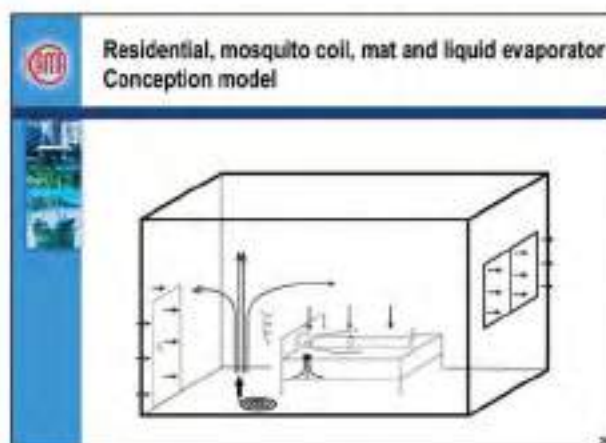 Residential, mosquito coil, mat and liquid evaporator
Conception model